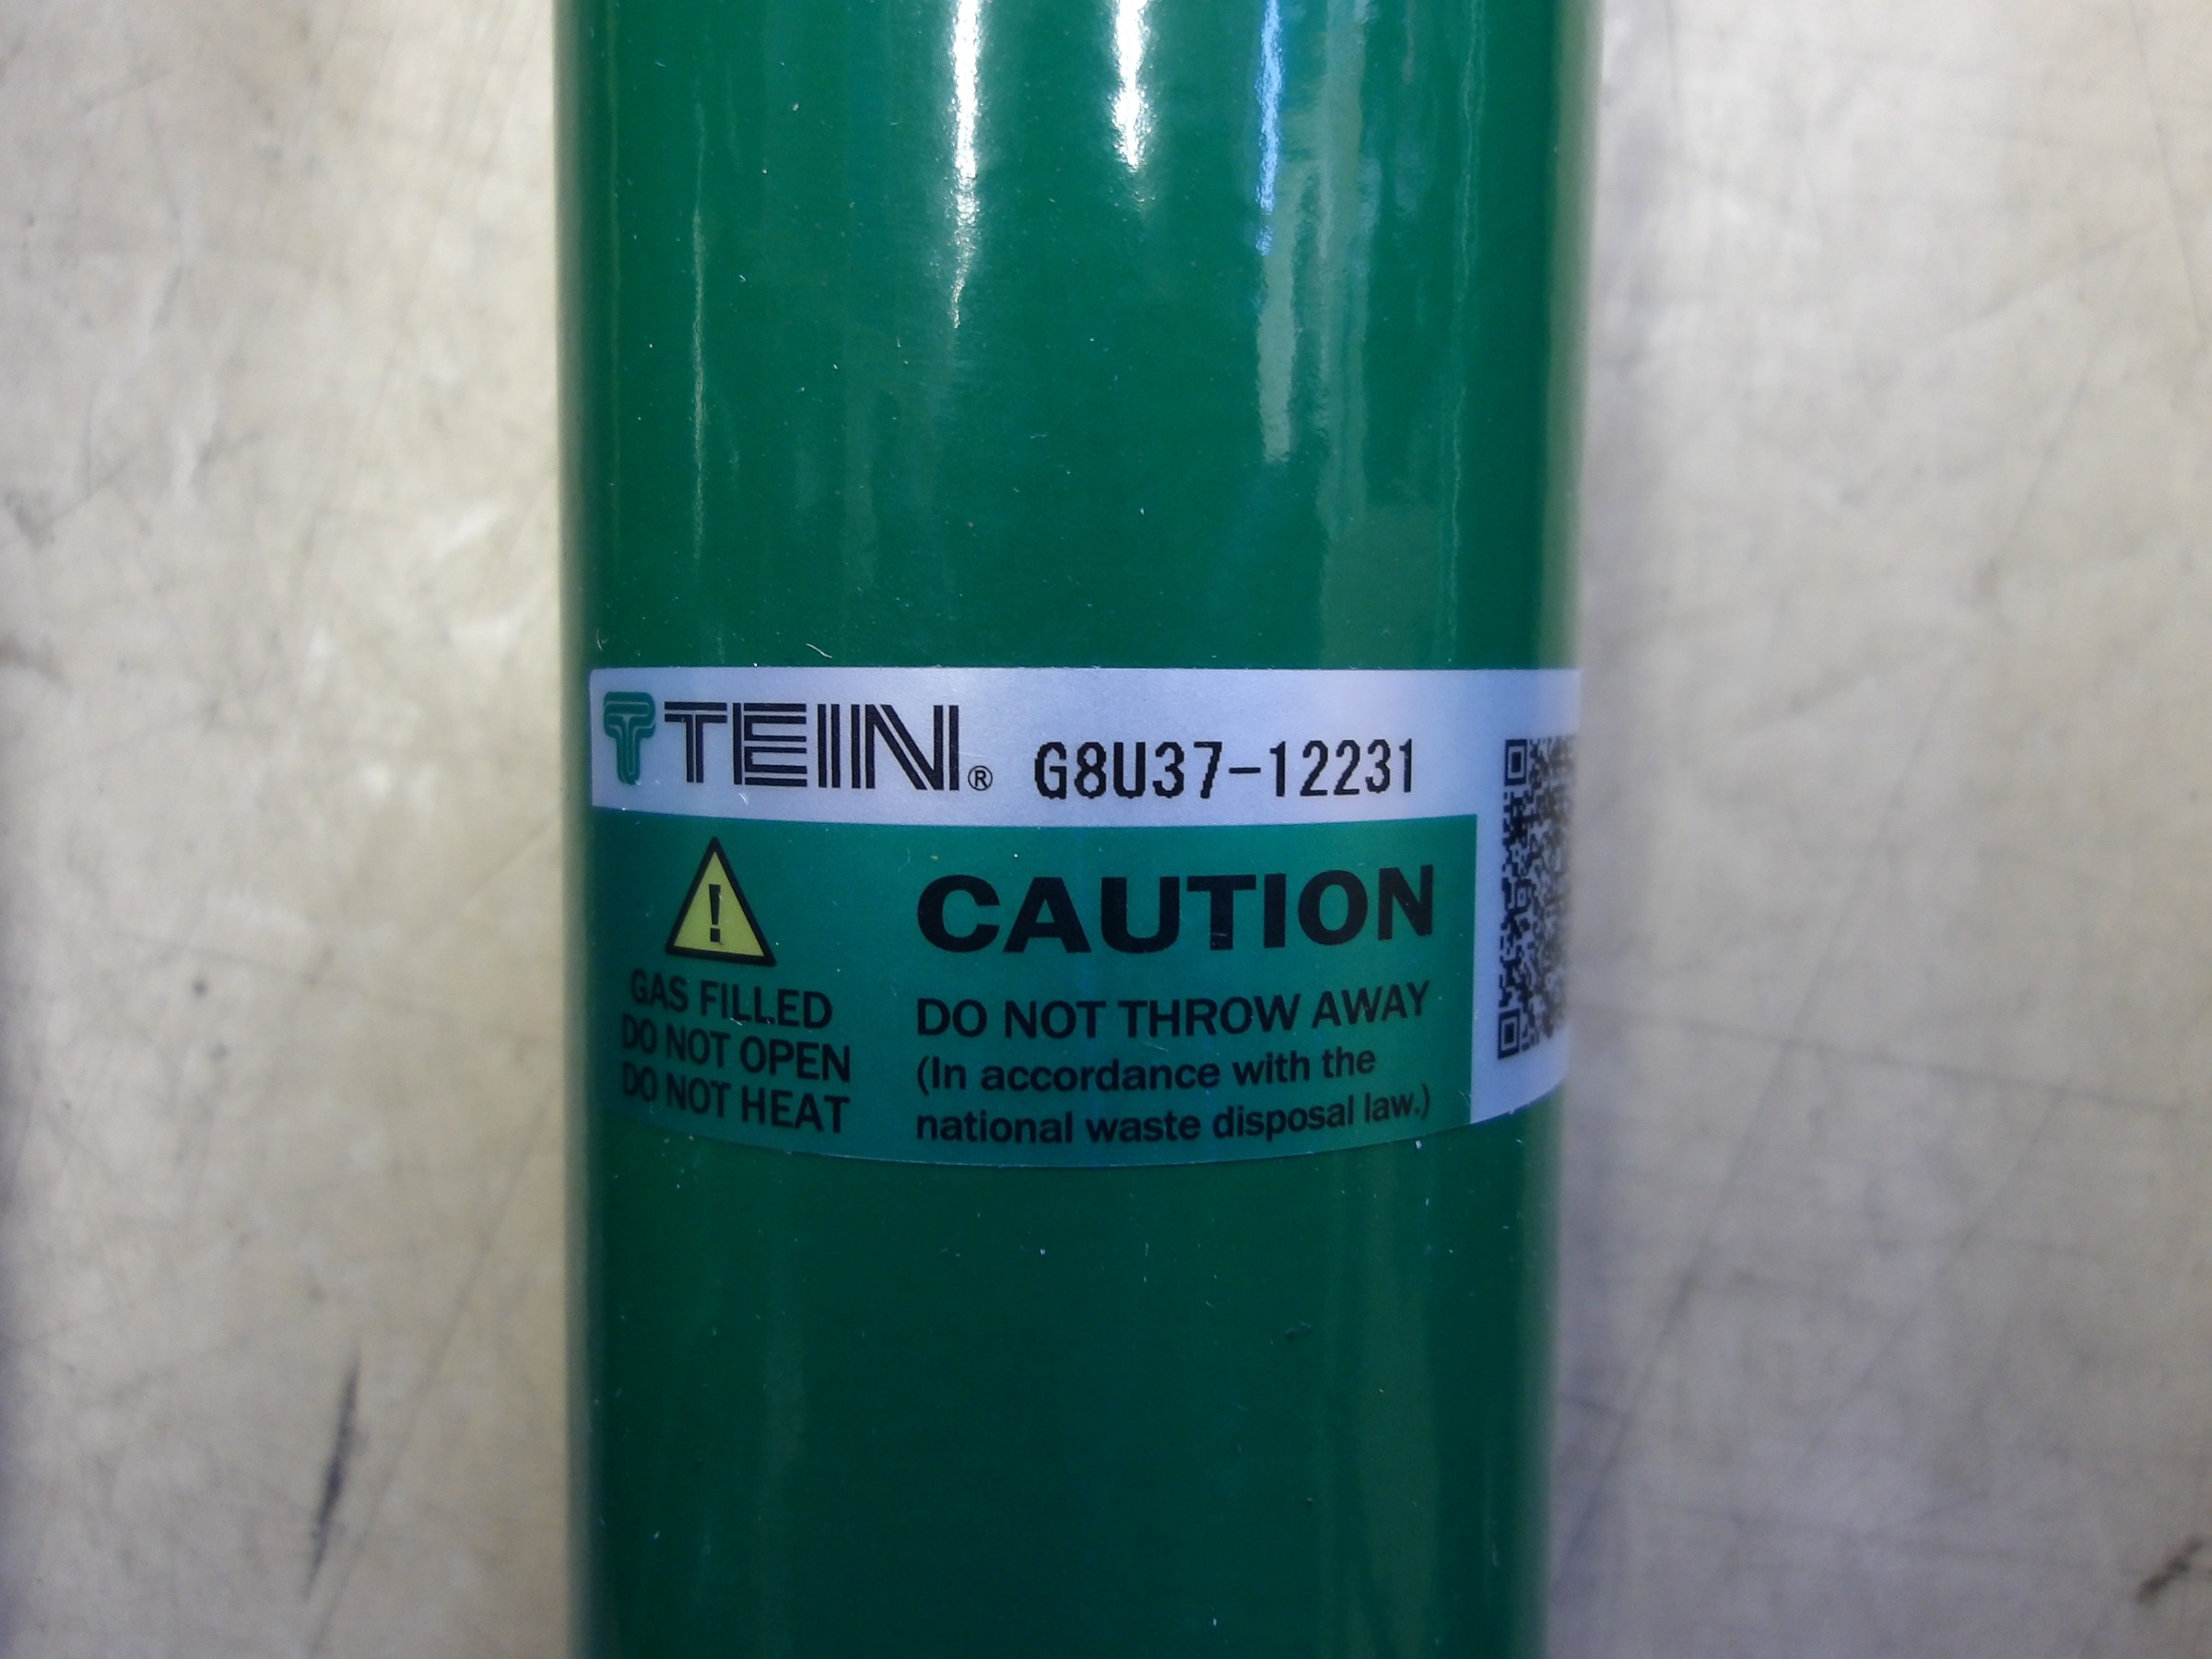 TEIN® G8U37-12231
CAUTION
GAS FILLED
DO NOT OPEN
DO NOT HEAT
DO NOT THROW AWAY
(In accordance with the
national waste disposal law.)